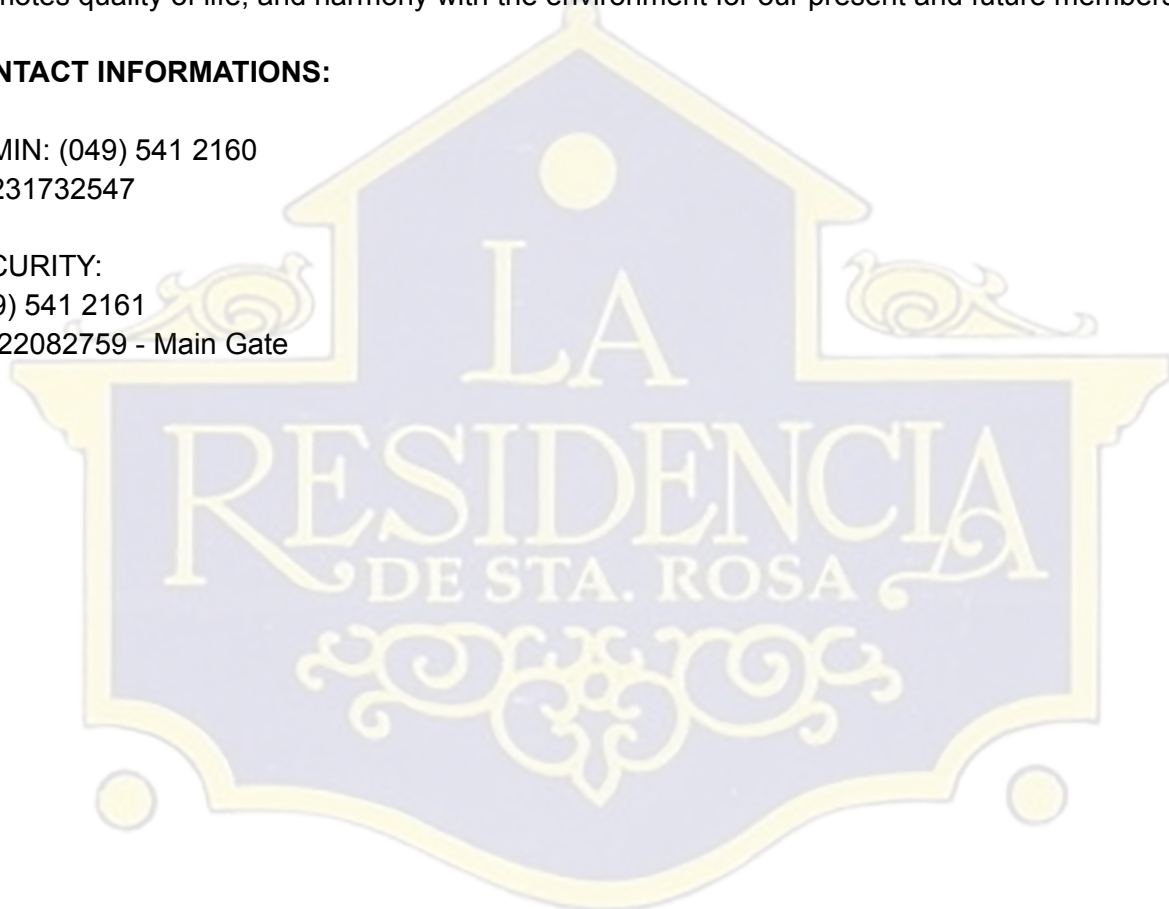 notes quality of life, and harmony with the environment for our present and future members
NTACT INFORMATIONS:
MIN: (049) 541 2160
231732547
CURITY:
9) 541 2161
22082759 - Main Gate
LA
RESIDENCIA
DE STA. ROSA